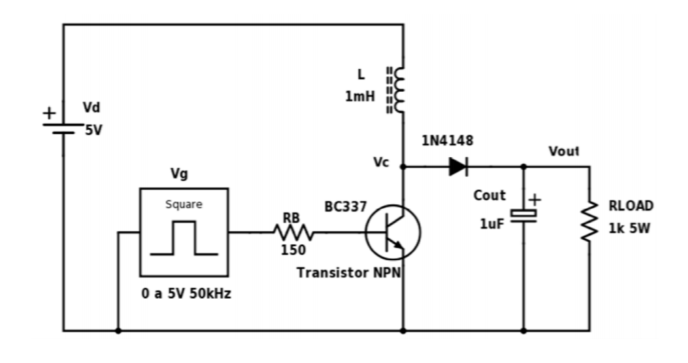 L
1mH
+
Vd
5V
1N4148
Vout
Vc
Vg
Square
BC337
Cout
+
1uF
RLOAD
1k 5W
RB
150
Transistor NPN
0 a 5V 50kHz